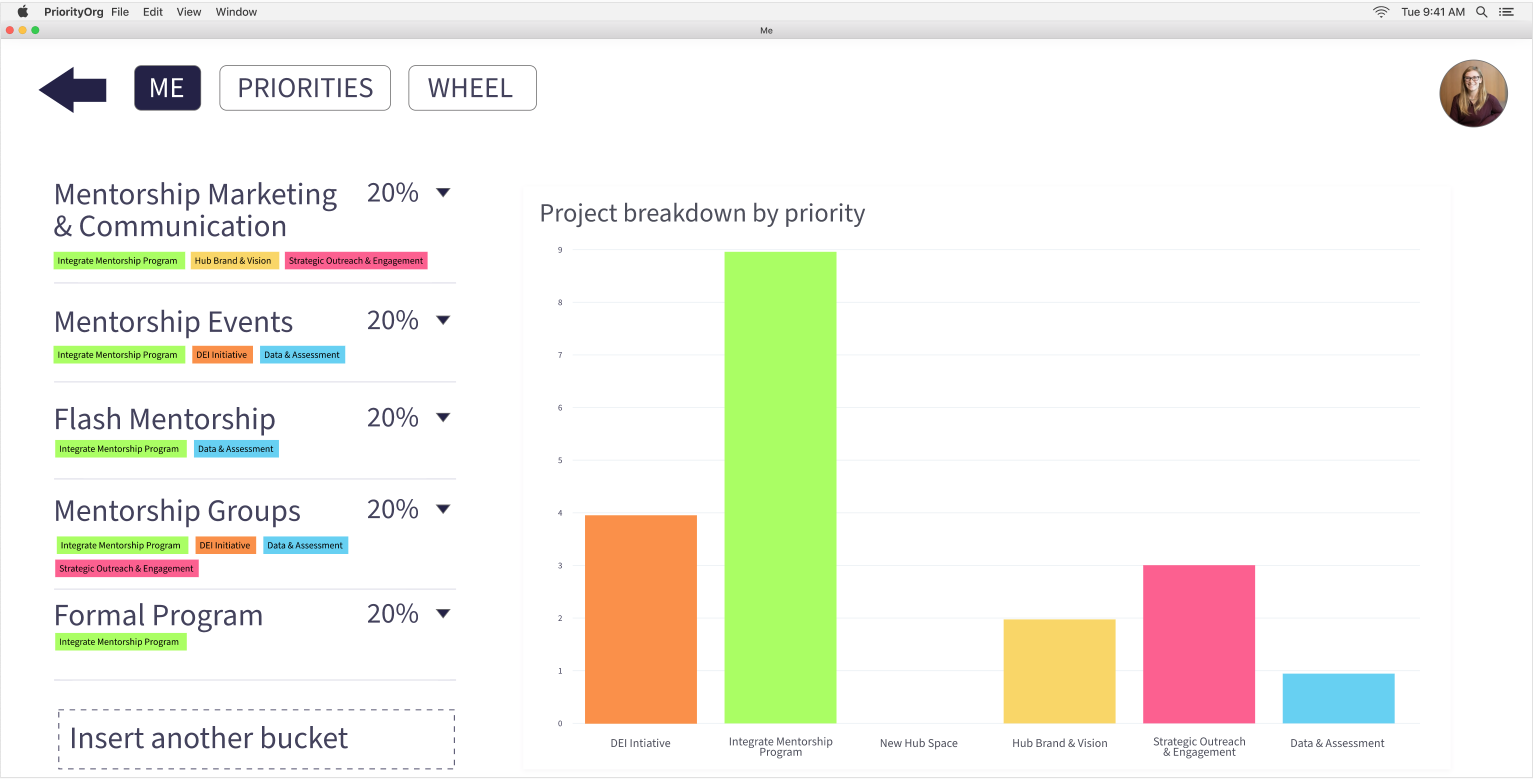 PriorityOrg File Edit View Window
Tue 9:41 AM
Me
ME
PRIORITIES
WHEEL
Mentorship Marketing
& Communication
20%
Integrate Mentorship Program
Hub Brand & Vision
Strategic Outreach & Engagement
Mentorship Events
20%
Integrate Mentorship Program
DEI Initiative
Data & Assessment
Flash Mentorship
20%
Integrate Mentorship Program
Data & Assessment
Mentorship Groups
20%
Integrate Mentorship Program
DEI Initiative
Data & Assessment
Strategic Outreach & Engagement
Formal Program
20%
Integrate Mentorship Program
Insert another bucket
Project breakdown by priority
9
8
7
6
5
4
3
2
1
0
DEI Intiative
Integrate Mentorship
Program
New Hub Space
Hub Brand & Vision
Strategic Outreach
& Engagement
Data & Assessment